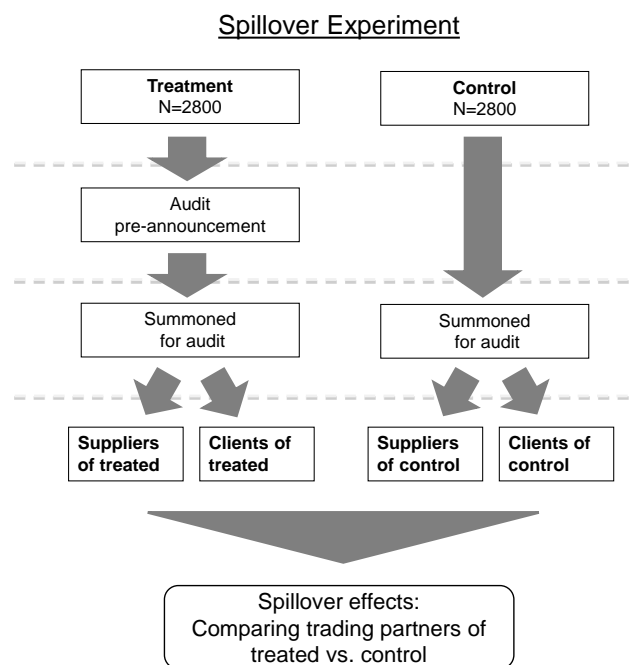 Spillover Experiment
Treatment
N=2800
Control
N=2800
Audit
pre-announcement
Summoned
for audit
Summoned
for audit
Suppliers
of treated
Clients of
treated
Suppliers
of control
Clients of
control
Spillover effects:
Comparing trading partners of
treated vs. control